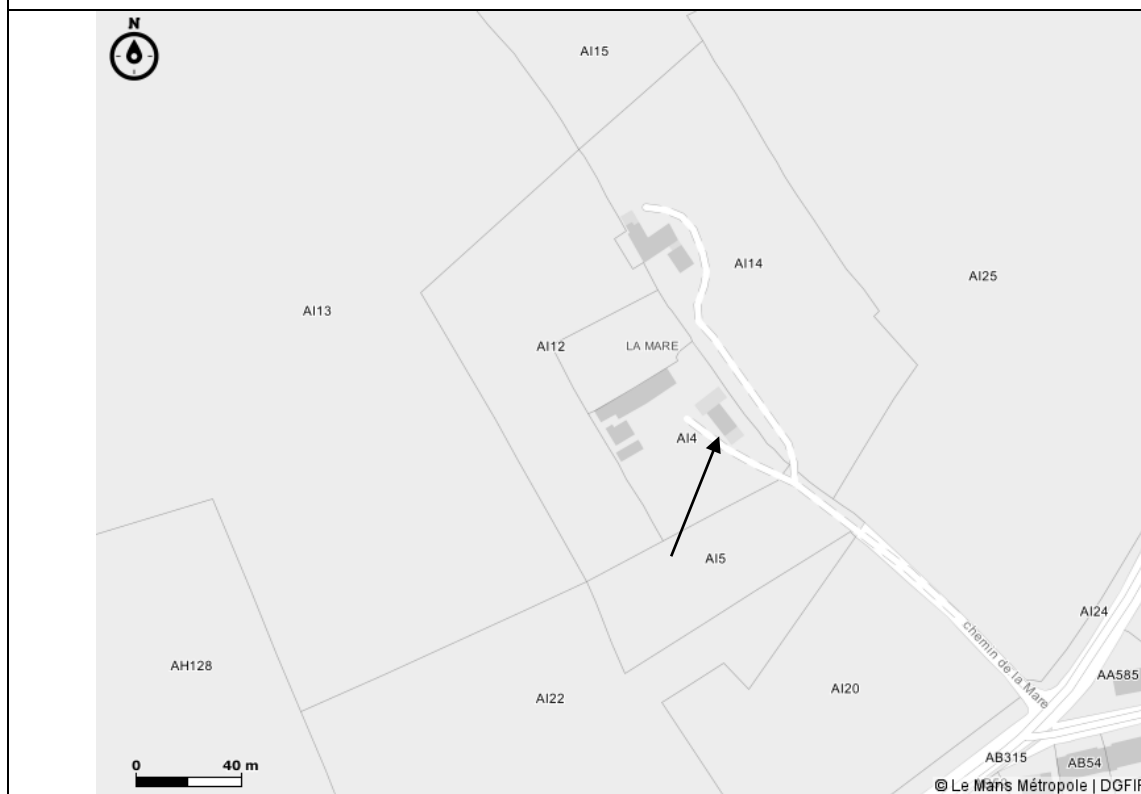 N
AI15
AI14
AI25
AI13
AI12
LA MARE
AI4
AI5
AI24
chemin de la Mare
AH128
AA585
AI22
AI20
AB315
AB54
0 40 m
© Le Mans Métropole | DGFIP